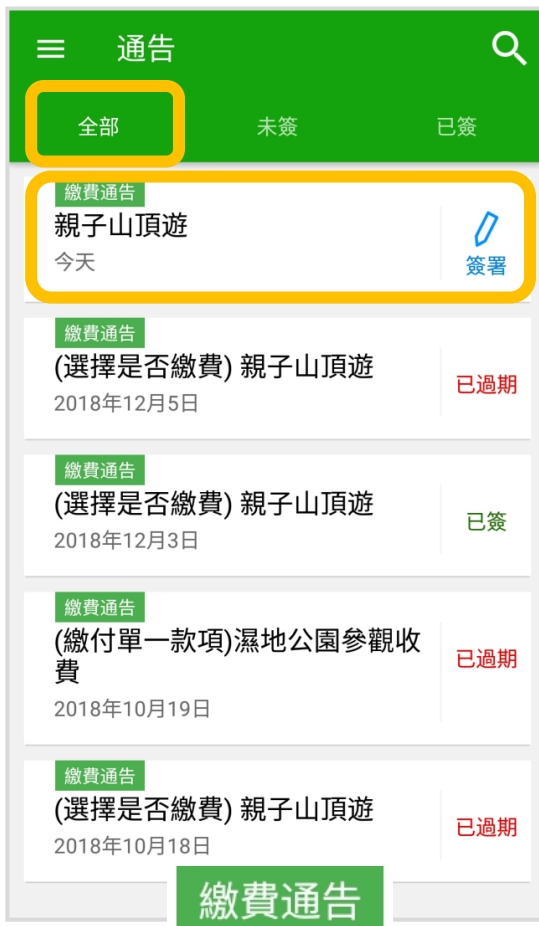 通告
全部 未簽 已簽
繳費通告
親子山頂遊
今天
簽署
繳費通告
(選擇是否繳費) 親子山頂遊
2018年12月5日
已過期
繳費通告
(選擇是否繳費) 親子山頂遊
2018年12月3日
已簽
繳費通告
(繳付單一款項)濕地公園參觀收
費
2018年10月19日
已過期
繳費通告
(選擇是否繳費) 親子山頂遊
2018年10月18日
已過期
繳費通告